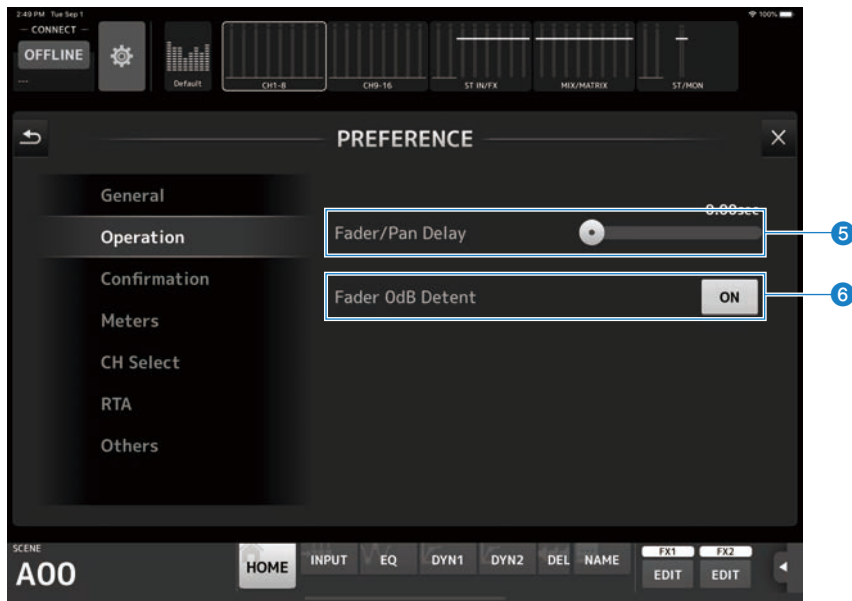 2:49 PM Tue Sep 1
100%
CONNECT
OFFLINE
---
Default
CH1-8
CH9-16
ST IN/FX
MIX/MATRIX
ST/MON
PREFERENCE
General
Operation
Confirmation
Meters
CH Select
RTA
Others
0.00sec
Fader/Pan Delay
5
Fader 0dB Detent
ON
6
SCENE
A00
HOME
INPUT
EQ
DYN1
DYN2
DEL
NAME
FX1
EDIT
FX2
EDIT